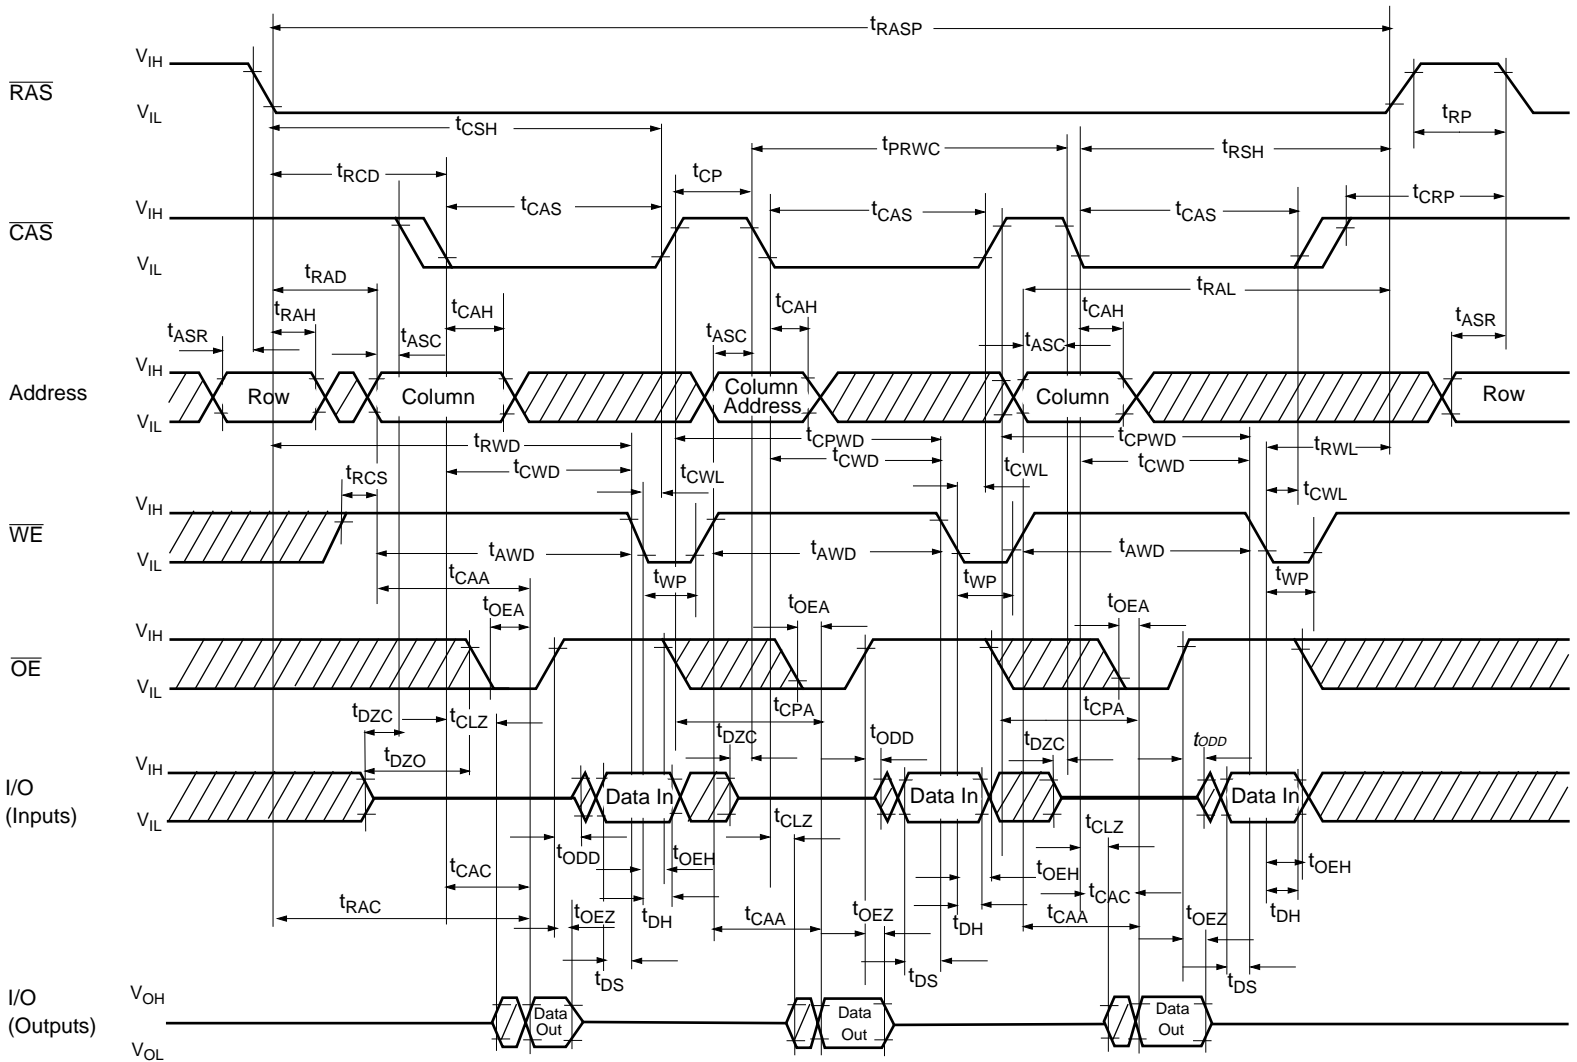 tRASP
VIH
RAS
VIL
tCSH
tRP
tPRWC
tRSH
tRCD
tCP
tCAS
tCAS
tCAS
tCRP
VIH
CAS
VIL
tRAD
tRAL
tRAH
tCAH
tCAH
tCAH
tASR
tASC
tASC
tASC
tASR
VIH
Address
Row
Column
Column
Address
Column
Row
VIL
tRWD
tCPWD
tCPWD
tRWL
tCWD
tCWD
tCWD
tRCS
tCWL
tCWL
tCWL
VIH
WE
VIL
tAWD
tAWD
tAWD
tCAA
tWP
tWP
tWP
tOEA
tOEA
tOEA
VIH
OE
VIL
tDZC
tCLZ
tCPA
tCPA
tDZO
tDZC
tODD
tDZC
tODD
VIH
I/O
(Inputs)
Data In
Data In
Data In
VIL
tODD
tOEH
tCLZ
tOEH
tCLZ
tOEH
tCAC
tCAC
tRAC
tOEZ
tDH
tCAA
tOEZ
tDH
tCAA
tOEZ
tDH
tDS
tDS
tDS
VOH
I/O
(Outputs)
Data
Out
Data
Out
Data
Out
VOL